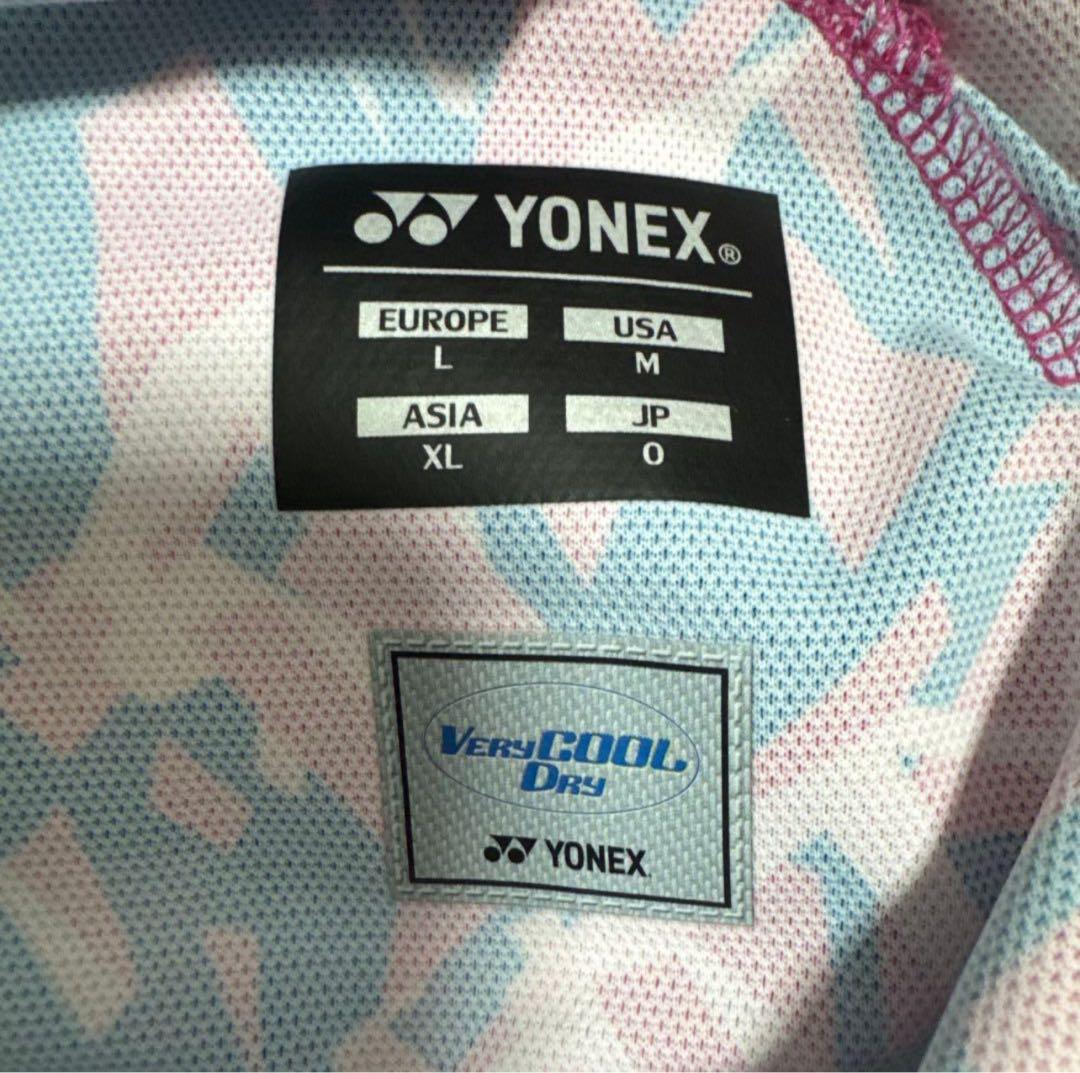 YONEX®
EUROPE USA
L M
ASIA JP
XL O
VERY COOL
DRY
YONEX